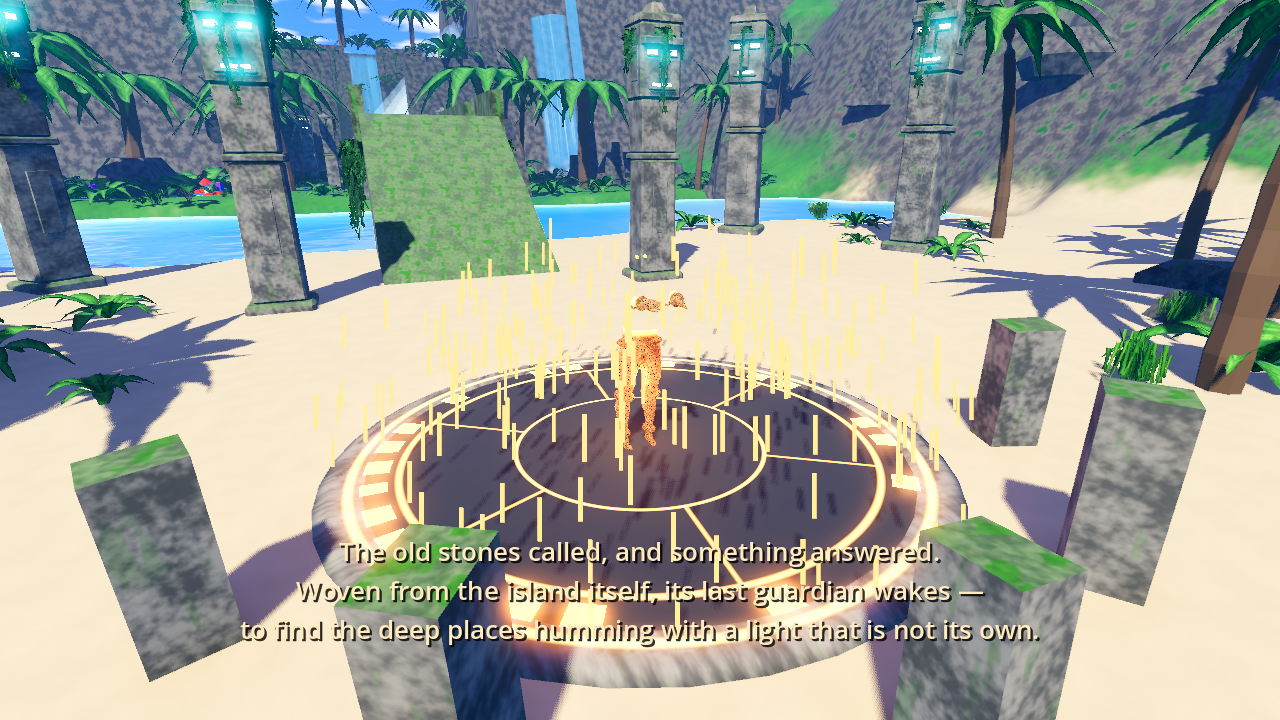 The old stones called, and something answered.
Woven from the island itself, its last guardian wakes —
to find the deep places humming with a light that is not its own.